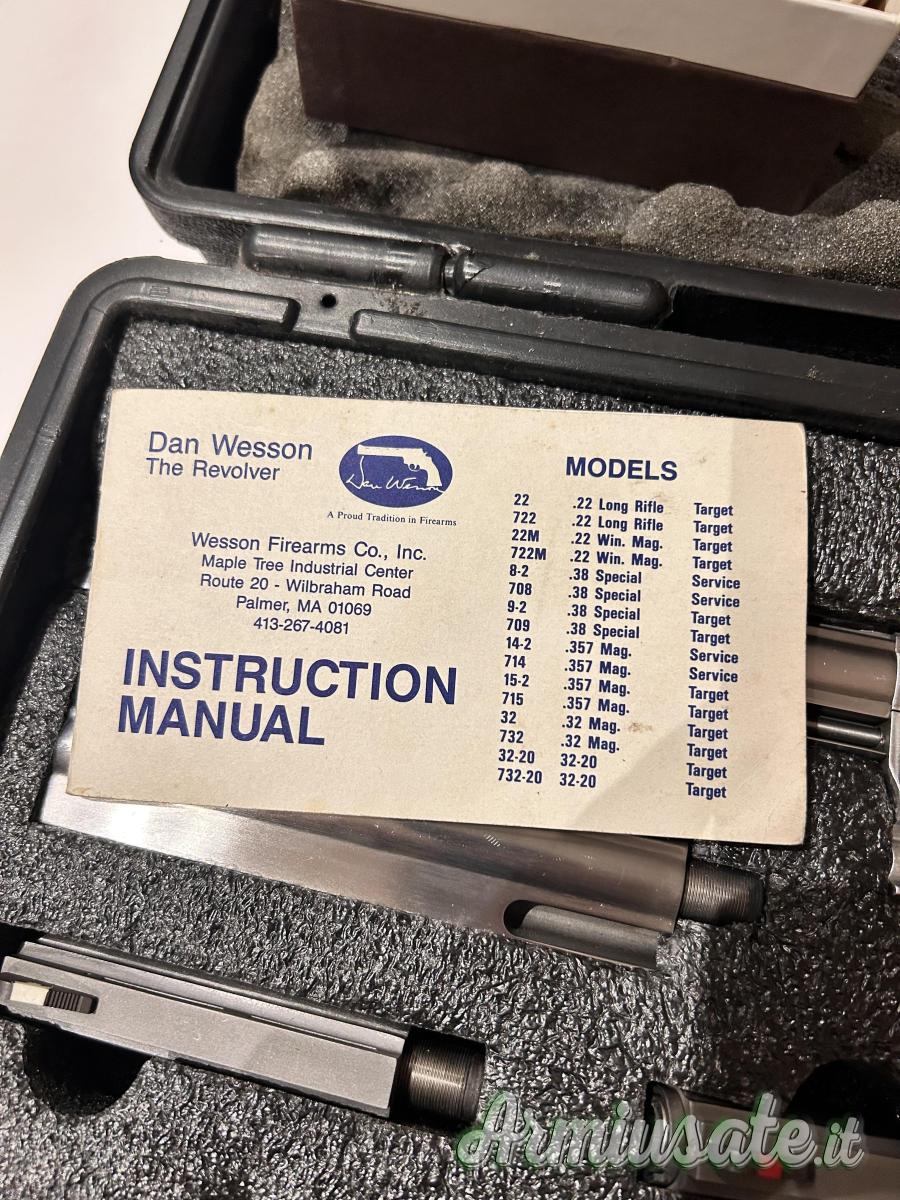 Dan Wesson
The Revolver
Dan Wesson
A Proud Tradition in Firearms
Wesson Firearms Co., Inc.
Maple Tree Industrial Center
Route 20 - Wilbraham Road
Palmer, MA 01069
413-267-4081
INSTRUCTION
MANUAL
MODELS
22 .22 Long Rifle Target
722 .22 Long Rifle Target
22M .22 Win. Mag. Target
722M .22 Win. Mag. Target
8-2 .38 Special Service
708 .38 Special Service
9-2 .38 Special Target
709 .38 Special Target
14-2 .357 Mag. Service
714 .357 Mag. Service
15-2 .357 Mag. Target
715 .357 Mag. Target
32 .32 Mag. Target
732 .32 Mag. Target
32-20 32-20 Target
732-20 32-20 Target
Armiusate.it